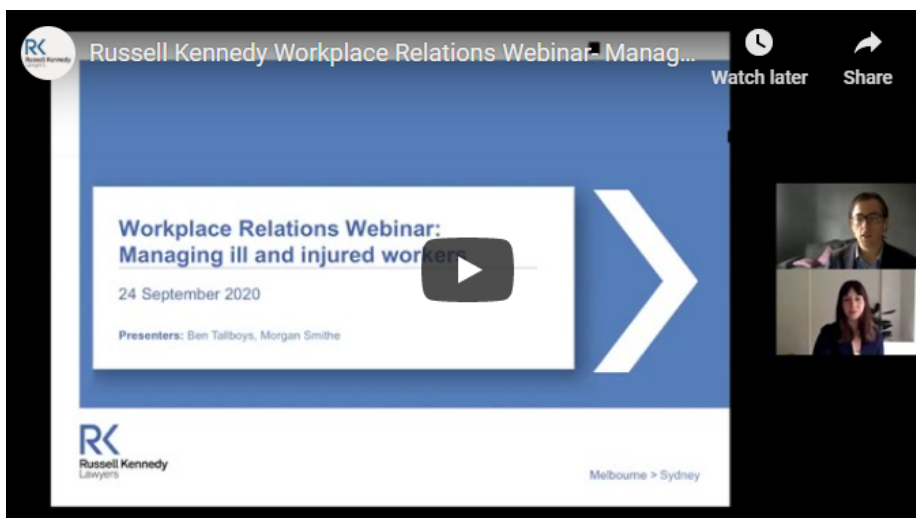 RK
Russell Kennedy
Lawyers
Russell Kennedy Workplace Relations Webinar- Manag...
Watch later
Share
Workplace Relations Webinar:
Managing ill and injured workers
24 September 2020
Presenters: Ben Tallboys, Morgan Smithe
RK
Russell Kennedy
Lawyers
Melbourne > Sydney